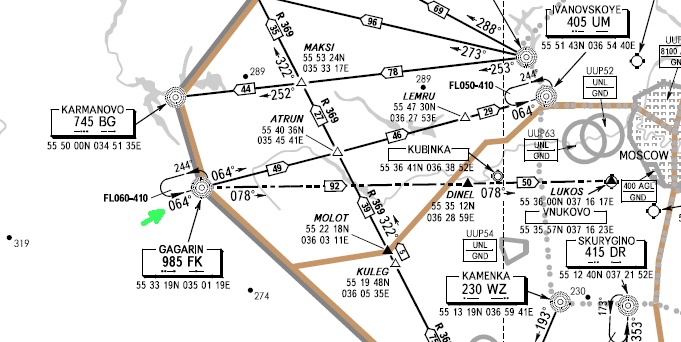 R 369
35
96
69
288°
IVANOVSKOYE
405 UM
55 51 43N 036 54 40E
273°
253°
MAKSI
55 53 24N
035 33 17E
322°
289
289
78
44
252°
FL050-410
244°
UUP52
UNL
GND
KARMANOVO
745 BG
55 50 00N 034 51 35E
LEMRU
55 47 30N
036 27 53E
29
064°
R 369
27
ATRUN
55 40 36N
035 45 41E
46
KUBINKA
55 36 41N 036 38 52E
UUP63
UNL
GND
MOSCOW
244°
064°
49
FL060-410
064°
078°
92
DINEL
55 35 12N
036 28 59E
078°
50
LUKOS
55 36 00N 037 16 17E
400 AGL
GND
VNUKOVO
55 35 57N 037 16 23E
R 369
39
322°
MOLOT
55 22 18N
036 03 11E
5
UUP54
UNL
GND
SKURYGINO
415 DR
55 12 40N 037 21 52E
319
GAGARIN
985 FK
55 33 19N 035 01 19E
274
KULEG
55 19 48N
036 05 35E
KAMENKA
230 WZ
55 13 19N 036 59 41E
230
193°
173°
353°